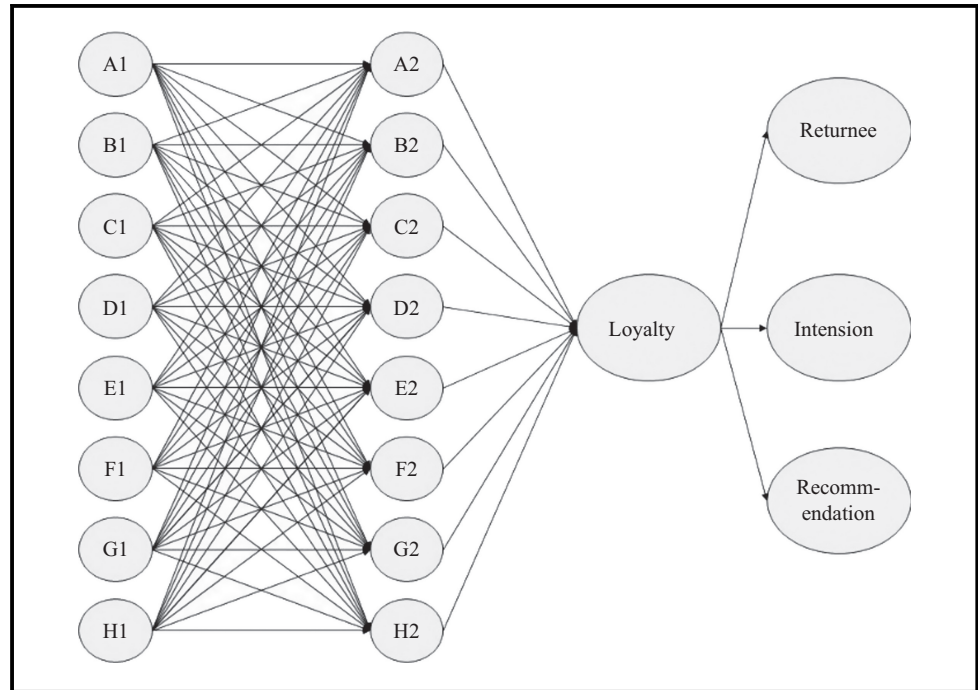 A1
B1
C1
D1
E1
F1
G1
H1
A2
B2
C2
D2
E2
F2
G2
H2
Loyalty
Returnee
Intension
Recomm-
endation